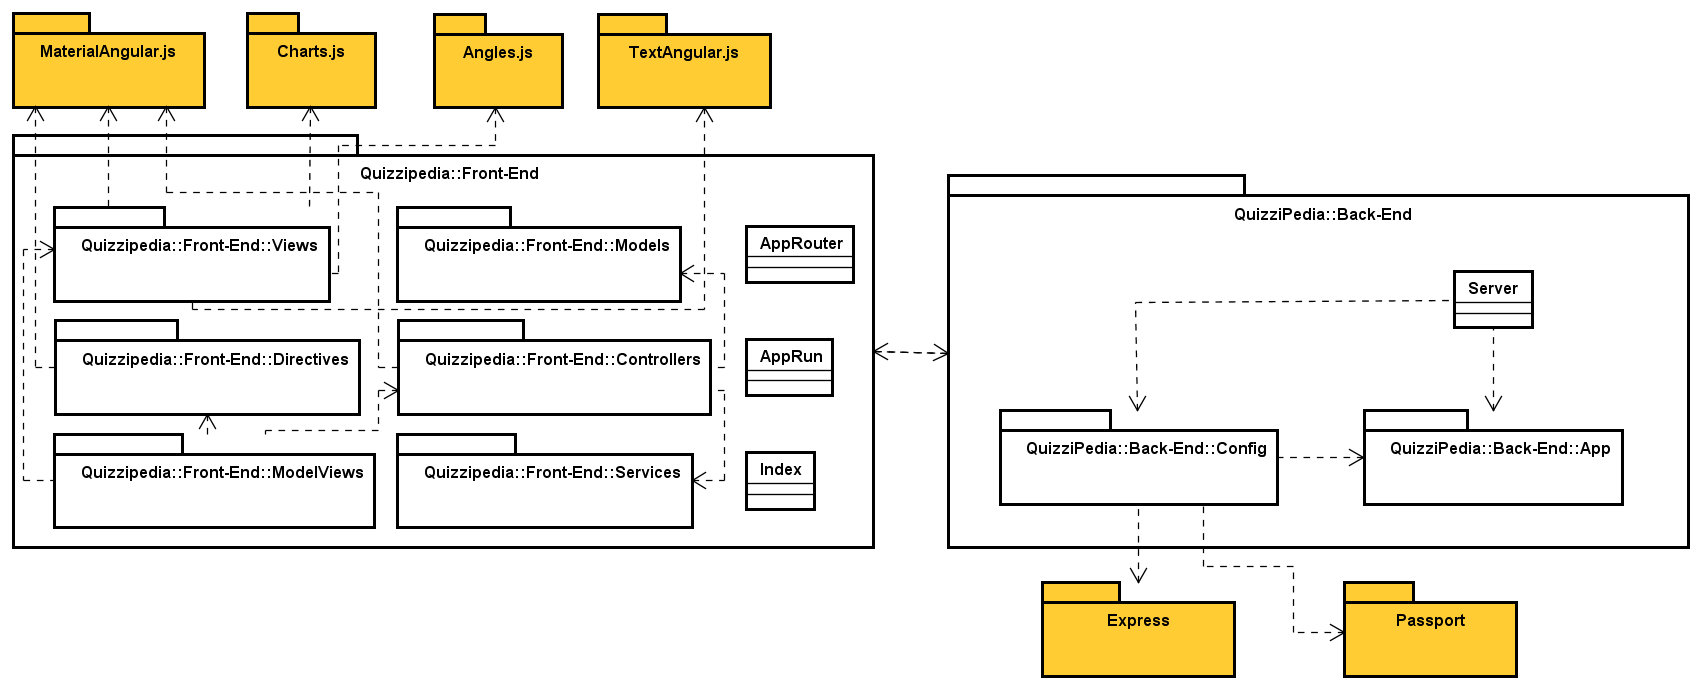 MaterialAngular.js
Charts.js
Angles.js
TextAngular.js
Quizzipedia::Front-End
Quizzipedia::Front-End::Views
Quizzipedia::Front-End::Models
AppRouter
Quizzipedia::Front-End::Directives
Quizzipedia::Front-End::Controllers
AppRun
Quizzipedia::Front-End::ModelViews
Quizzipedia::Front-End::Services
Index
QuizziPedia::Back-End
Server
QuizziPedia::Back-End::Config
QuizziPedia::Back-End::App
Express
Passport